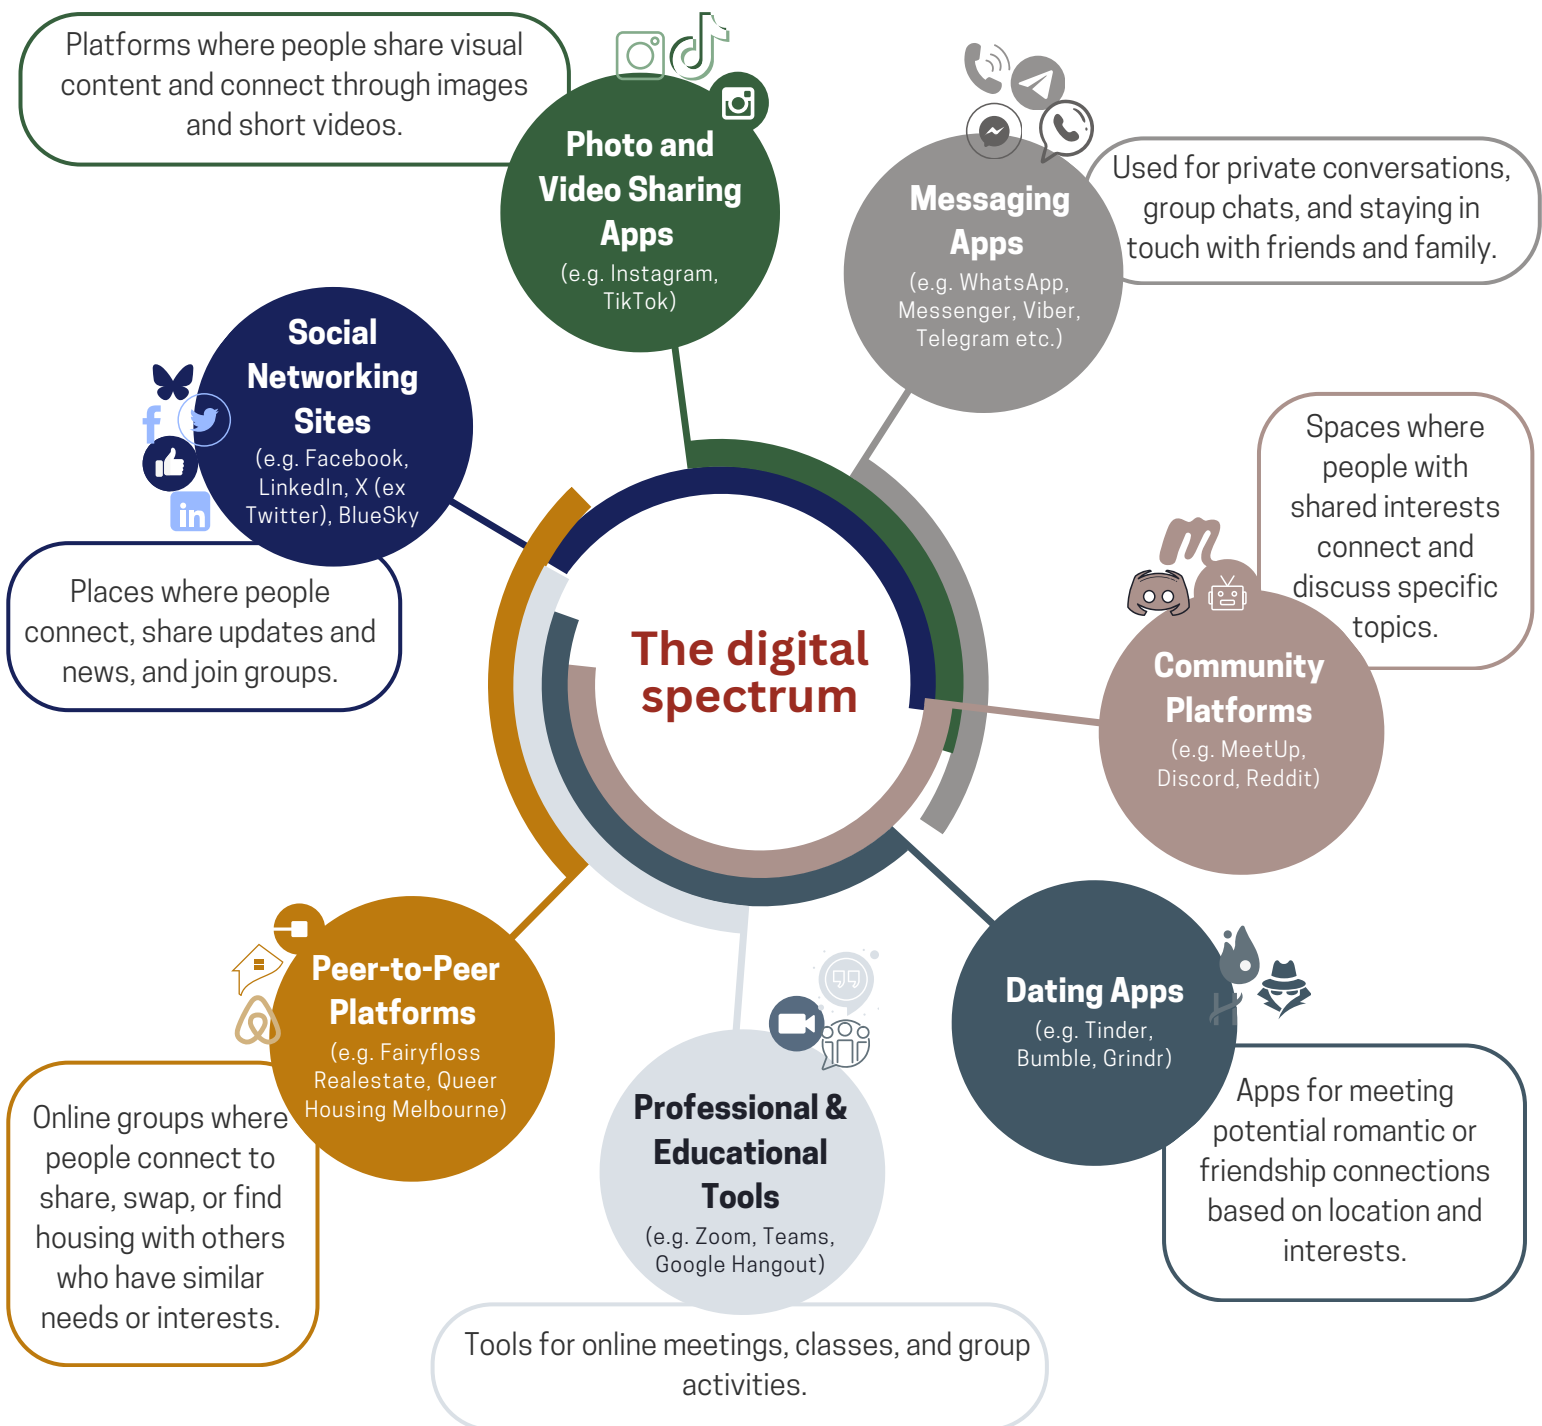 Platforms where people share visual
content and connect through images
and short videos.
Photo and
Video Sharing
Apps
(e.g. Instagram,
TikTok)
Messaging
Apps
(e.g. WhatsApp,
Messenger, Viber,
Telegram etc.)
Used for private conversations,
group chats, and staying in
touch with friends and family.
Social
Networking
Sites
(e.g. Facebook,
LinkedIn, X (ex
Twitter), BlueSky
f
in
Places where people
connect, share updates and
news, and join groups.
Spaces where
people with
shared interests
connect and
discuss specific
topics.
m
Community
Platforms
(e.g. MeetUp,
Discord, Reddit)
The digital
spectrum
Peer-to-Peer
Platforms
(e.g. Fairyfloss
Realestate, Queer
Housing Melbourne)
Online groups where
people connect to
share, swap, or find
housing with others
who have similar
needs or interests.
Professional &
Educational
Tools
(e.g. Zoom, Teams,
Google Hangout)
Tools for online meetings, classes, and group
activities.
Dating Apps
(e.g. Tinder,
Bumble, Grindr)
H
Apps for meeting
potential romantic or
friendship connections
based on location and
interests.